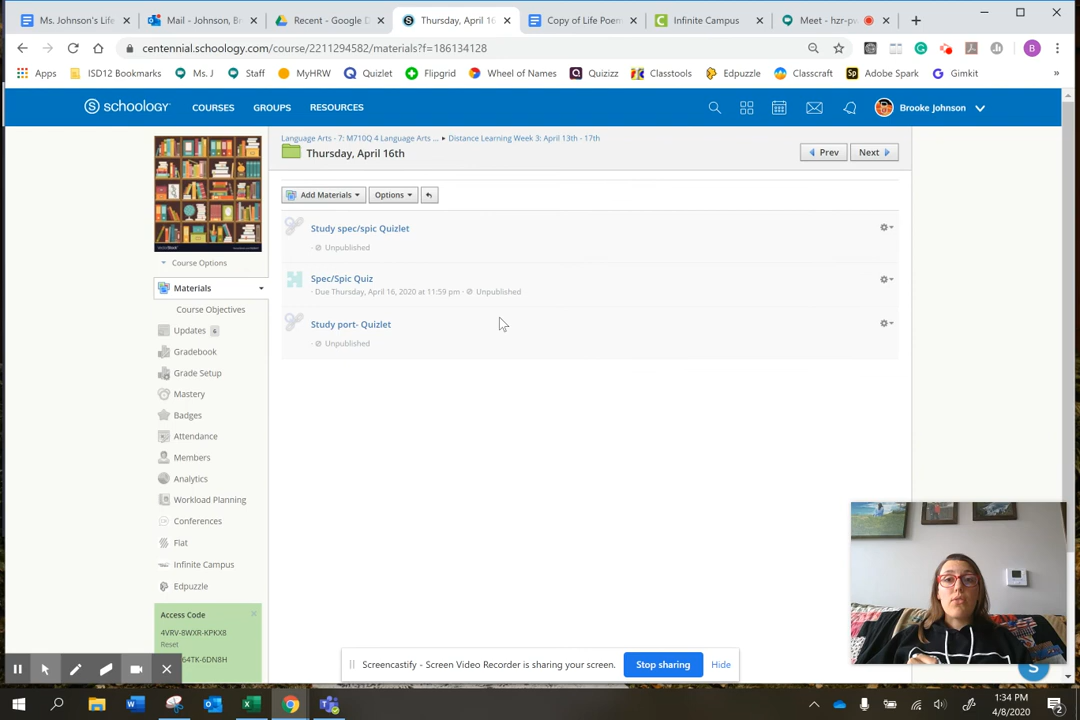 Ms. Johnson's Life
Mail - Johnson, Br
Recent - Google D
Thursday, April 16
Copy of Life Poem
Infinite Campus
Meet - hzr-pv
centennial.schoology.com/course/2211294582/materials?f=186134128
Apps
ISD12 Bookmarks
Ms. J
Staff
MyHRW
Quizlet
Flipgrid
Wheel of Names
Quizizz
Classtools
Edpuzzle
Classcraft
Adobe Spark
Gimkit
schoology
COURSES
GROUPS
RESOURCES
Brooke Johnson
Language Arts - 7: M710Q 4 Language Arts ... ▸ Distance Learning Week 3: April 13th - 17th
Thursday, April 16th
Prev
Next
Add Materials
Options
Study spec/spic Quizlet
· Unpublished
Spec/Spic Quiz
· Due Thursday, April 16, 2020 at 11:59 pm · Unpublished
Study port- Quizlet
· Unpublished
Course Options
Materials
Course Objectives
Updates 6
Gradebook
Grade Setup
Mastery
Badges
Attendance
Members
Analytics
Workload Planning
Conferences
Flat
Infinite Campus
Edpuzzle
Access Code
4VRV-8WXR-KPKX8
Reset
64TK-6DN8H
Screencastify - Screen Video Recorder is sharing your screen.
Stop sharing
Hide
1:34 PM
4/8/2020